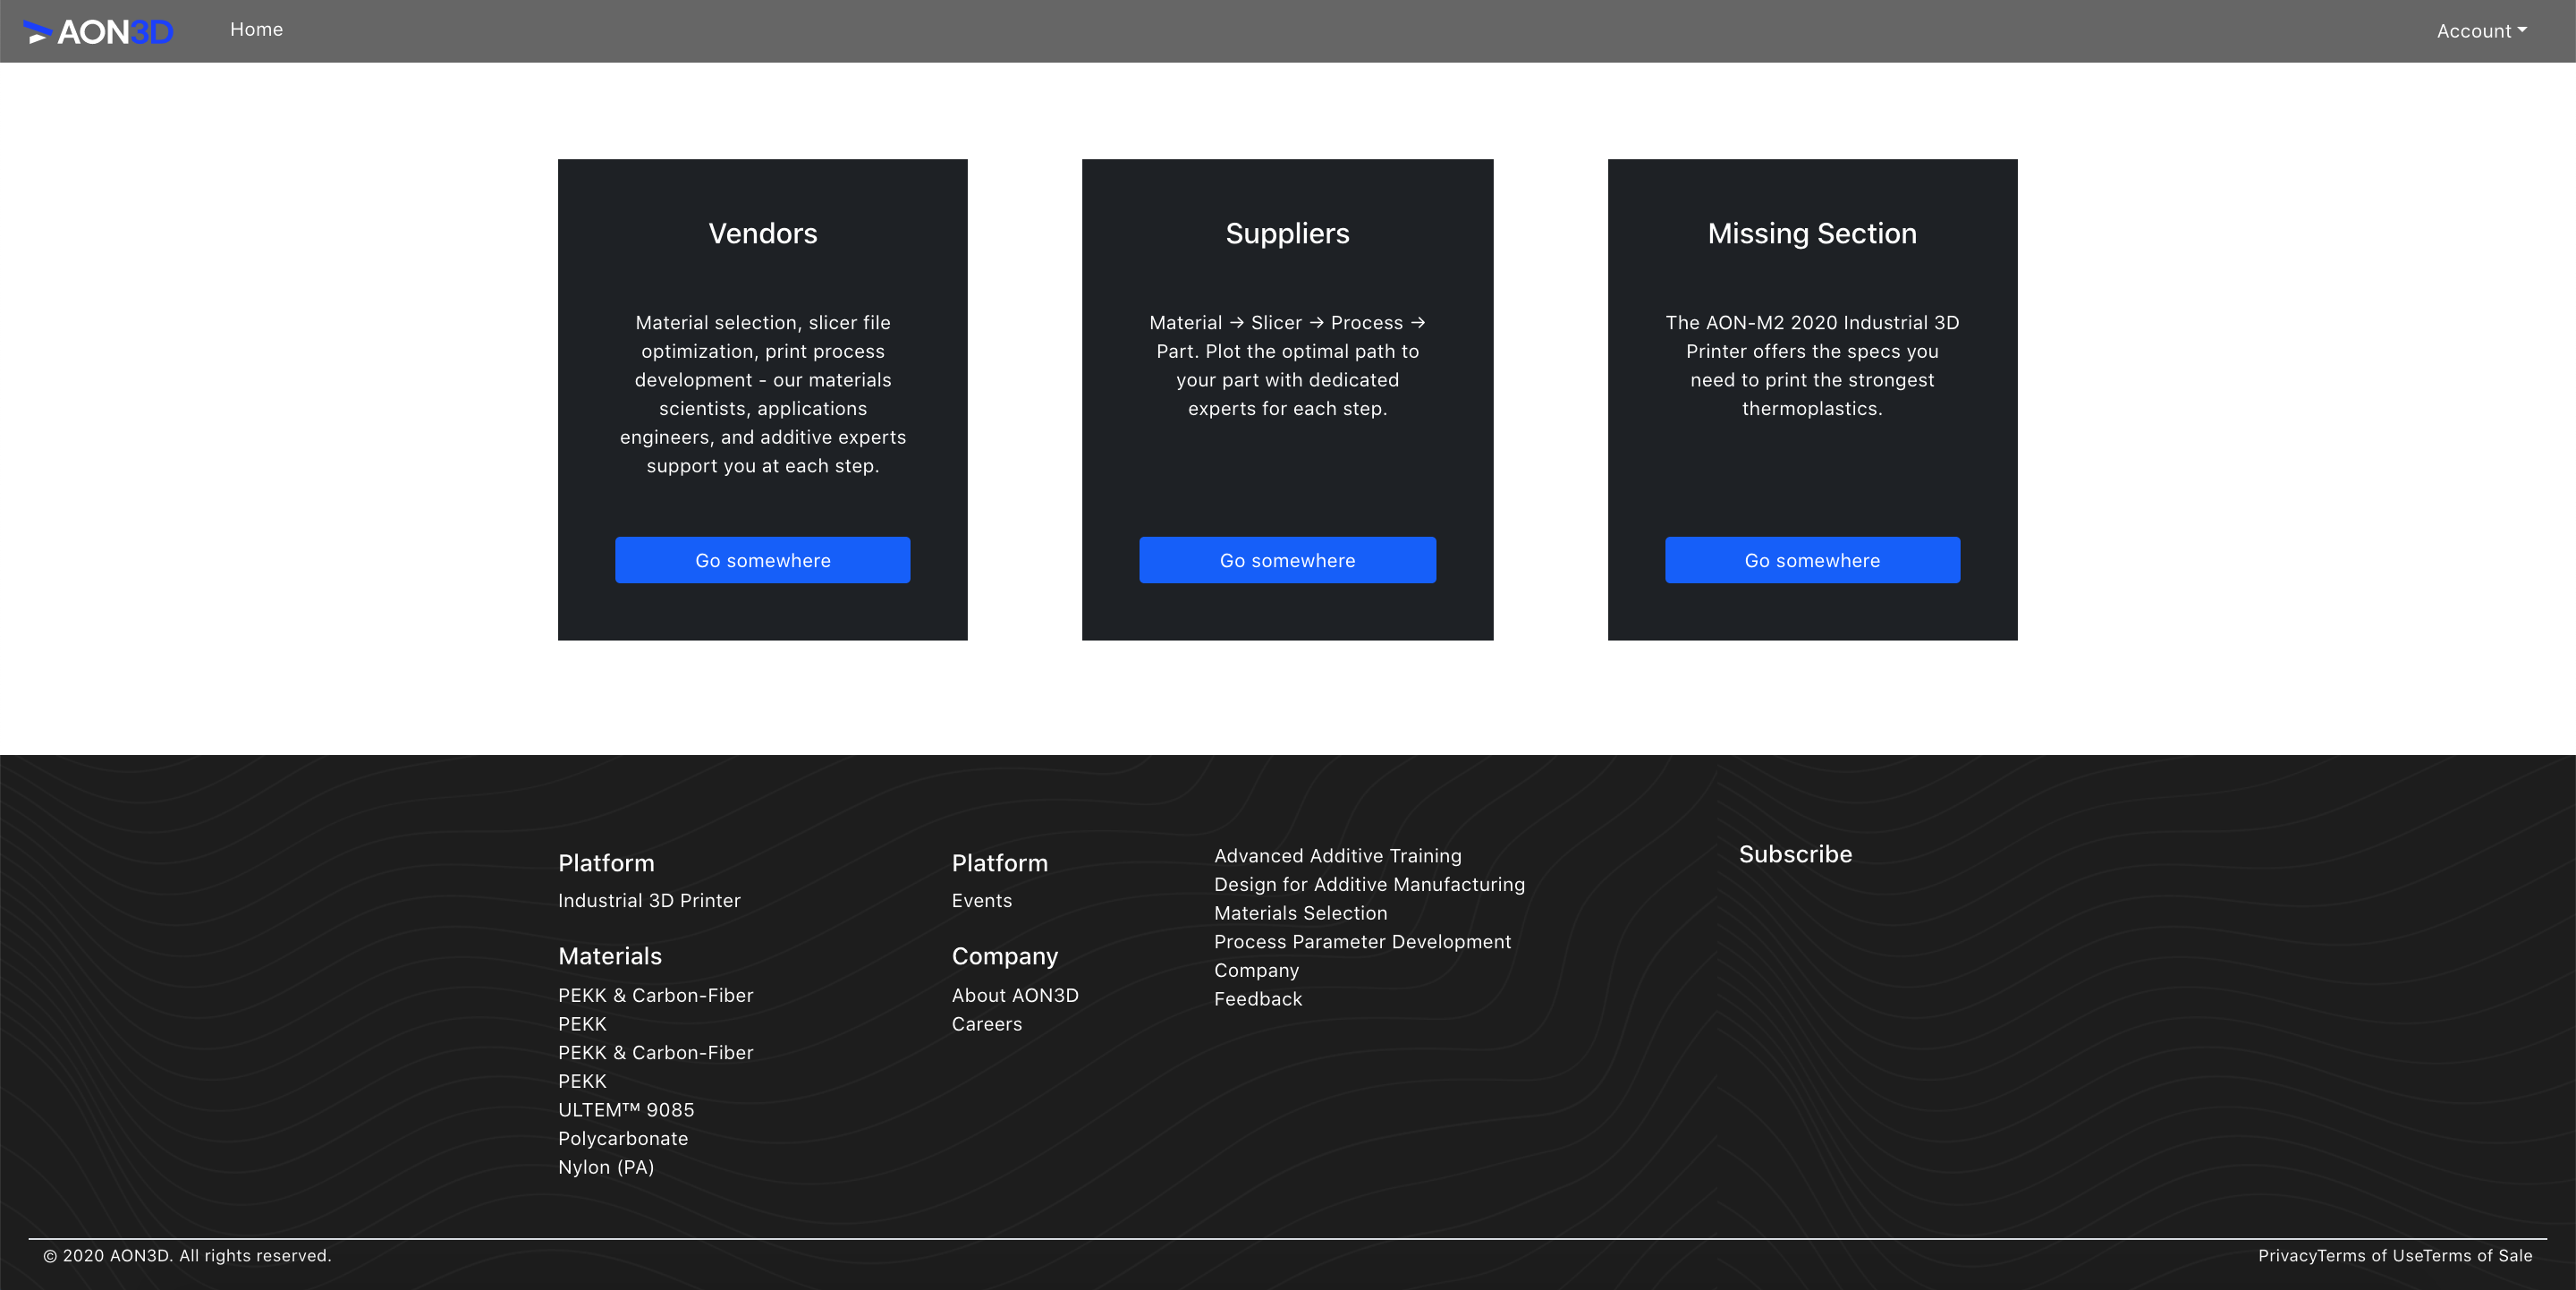 AON3D
Home
Account
Vendors
Material selection, slicer file
optimization, print process
development - our materials
scientists, applications
engineers, and additive experts
support you at each step.
Go somewhere
Suppliers
Material → Slicer → Process →
Part. Plot the optimal path to
your part with dedicated
experts for each step.
Go somewhere
Missing Section
The AON-M2 2020 Industrial 3D
Printer offers the specs you
need to print the strongest
thermoplastics.
Go somewhere
Platform
Industrial 3D Printer
Materials
PEKK & Carbon-Fiber
PEKK
PEKK & Carbon-Fiber
PEKK
ULTEM™ 9085
Polycarbonate
Nylon (PA)
Platform
Events
Company
About AON3D
Careers
Advanced Additive Training
Design for Additive Manufacturing
Materials Selection
Process Parameter Development
Company
Feedback
Subscribe
© 2020 AON3D. All rights reserved.
PrivacyTerms of UseTerms of Sale